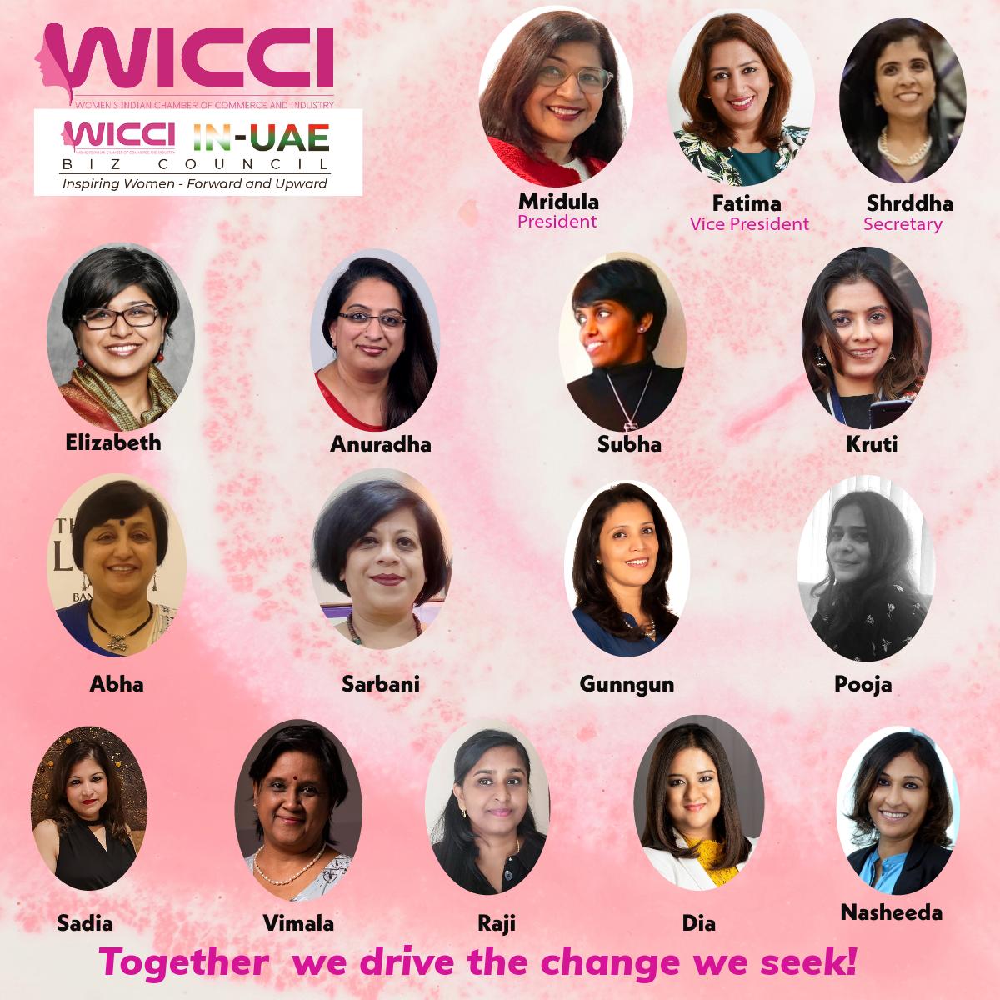 WICCI
WOMEN'S INDIAN CHAMBER OF COMMERCE AND INDUSTRY
WICCI IN-UAE
WOMEN'S INDIAN CHAMBER OF COMMERCE AND INDUSTRY
BIZ COUNCIL
Inspiring Women - Forward and Upward
Mridula
President
Fatima
Vice President
Shrddha
Secretary
Elizabeth
Anuradha
Subha
Kruti
TH
L
BAN
Abha
Sarbani
Gunngun
Pooja
Sadia
Vimala
Raji
Dia
Nasheeda
Together we drive the change we seek!